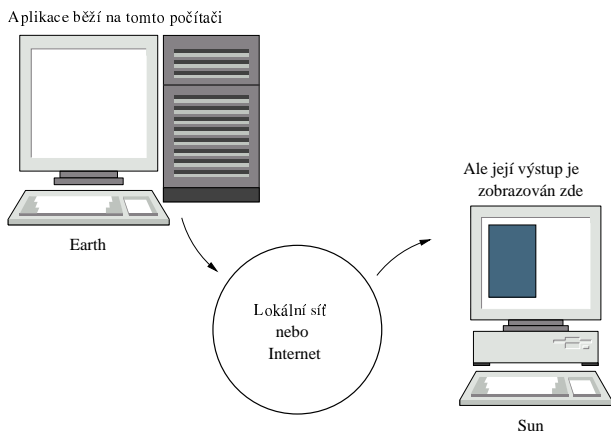 Aplikace běží na tomto počítači
Earth
Lokální síť
nebo
Internet
Ale její výstup je
zobrazován zde
Sun